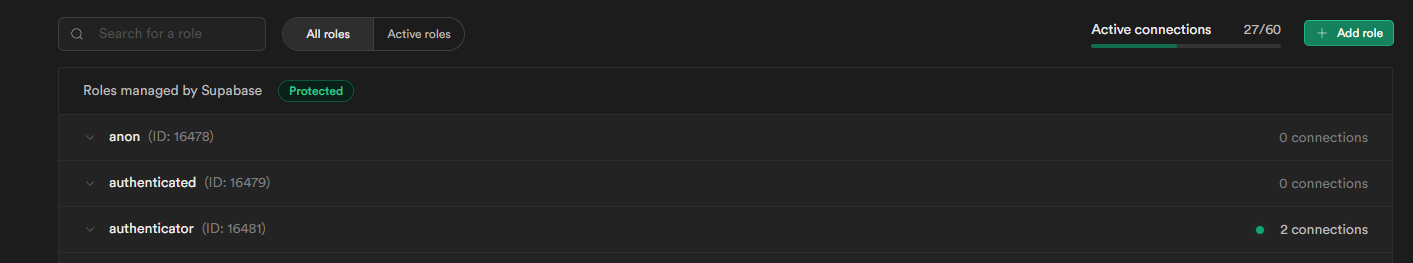 Search for a role
All roles
Active roles
Active connections 27/60
Add role
Roles managed by Supabase Protected
anon (ID: 16478) 0 connections
authenticated (ID: 16479) 0 connections
authenticator (ID: 16481) 2 connections